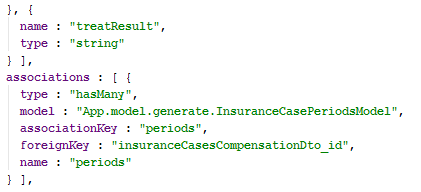 }, {
name : "treatResult",
type : "string"
} ],
associations : [ {
type : "hasMany",
model : "App.model.generate.InsuranceCasePeriodsModel",
associationKey : "periods",
foreignKey : "insuranceCasesCompensationDto_id",
name : "periods"
} ],